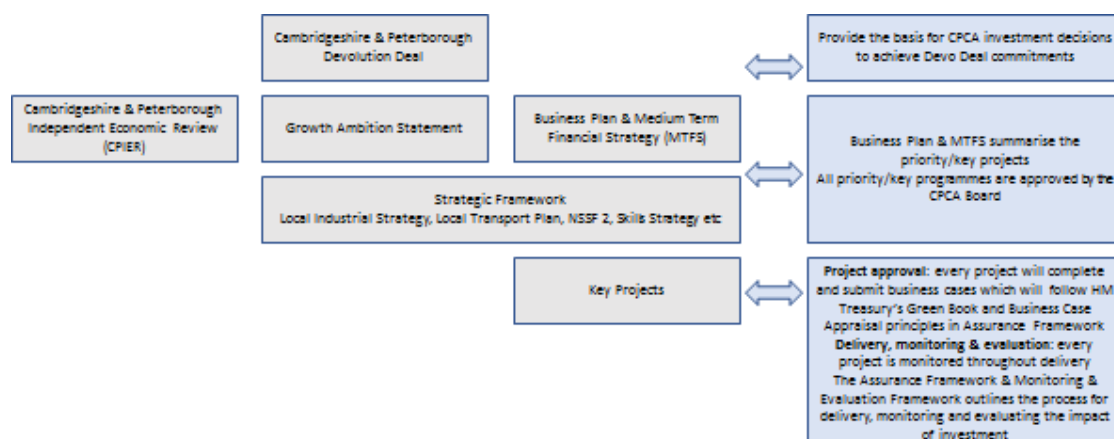 Cambridgeshire & Peterborough
Devolution Deal
Provide the basis for CPCA investment decisions
to achieve Devo Deal commitments
Cambridgeshire & Peterborough
Independent Economic Review
(CPIER)
Growth Ambition Statement
Business Plan & Medium Term
Financial Strategy (MTFS)
Business Plan & MTFS summarise the
priority/key projects
All priority/key programmes are approved by the
CPCA Board
Strategic Framework
Local Industrial Strategy, Local Transport Plan, NSSF 2, Skills Strategy etc
Key Projects
Project approval: every project will complete
and submit business cases which will follow HM
Treasury's Green Book and Business Case
Appraisal principles in Assurance Framework
Delivery, monitoring & evaluation: every
project is monitored throughout delivery
The Assurance Framework & Monitoring &
Evaluation Framework outlines the process for
delivery, monitoring and evaluating the impact
of investment